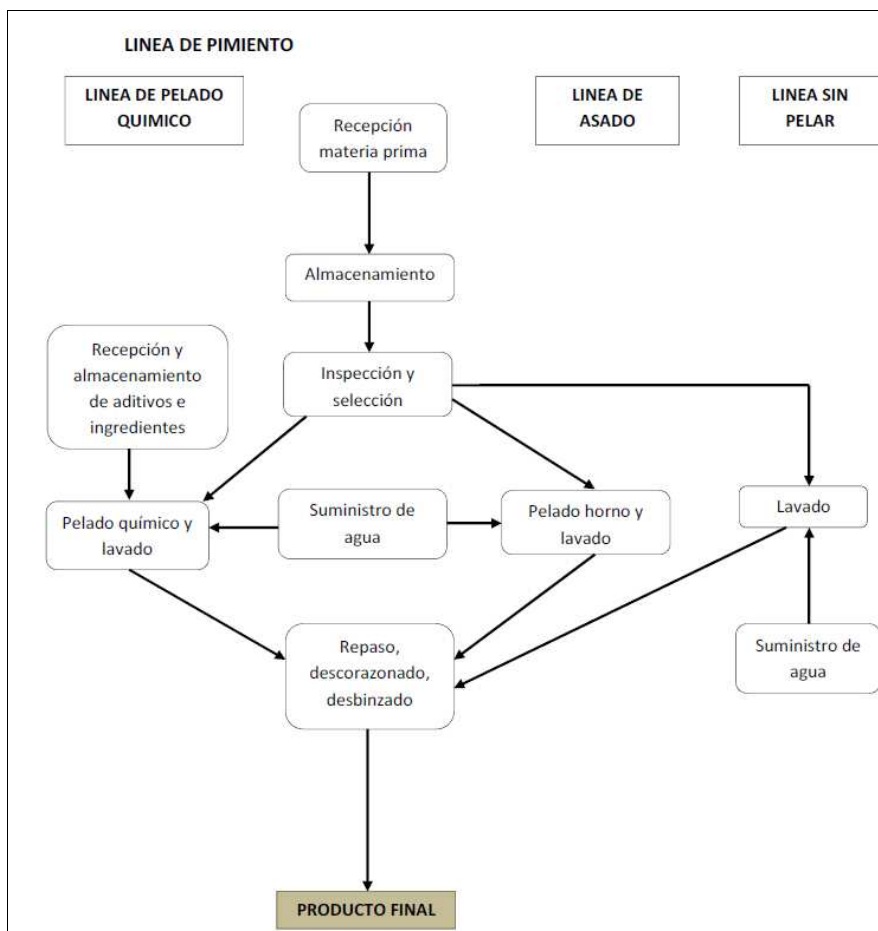 LINEA DE PIMIENTO
LINEA DE PELADO
QUIMICO
LINEA DE
ASADO
LINEA SIN
PELAR
Recepción
materia prima
Almacenamiento
Recepción y
almacenamiento
de aditivos e
ingredientes
Inspección y
selección
Pelado químico y
lavado
Suministro de
agua
Pelado horno y
lavado
Lavado
Repaso,
descorazonado,
desbinzado
Suministro de
agua
PRODUCTO FINAL